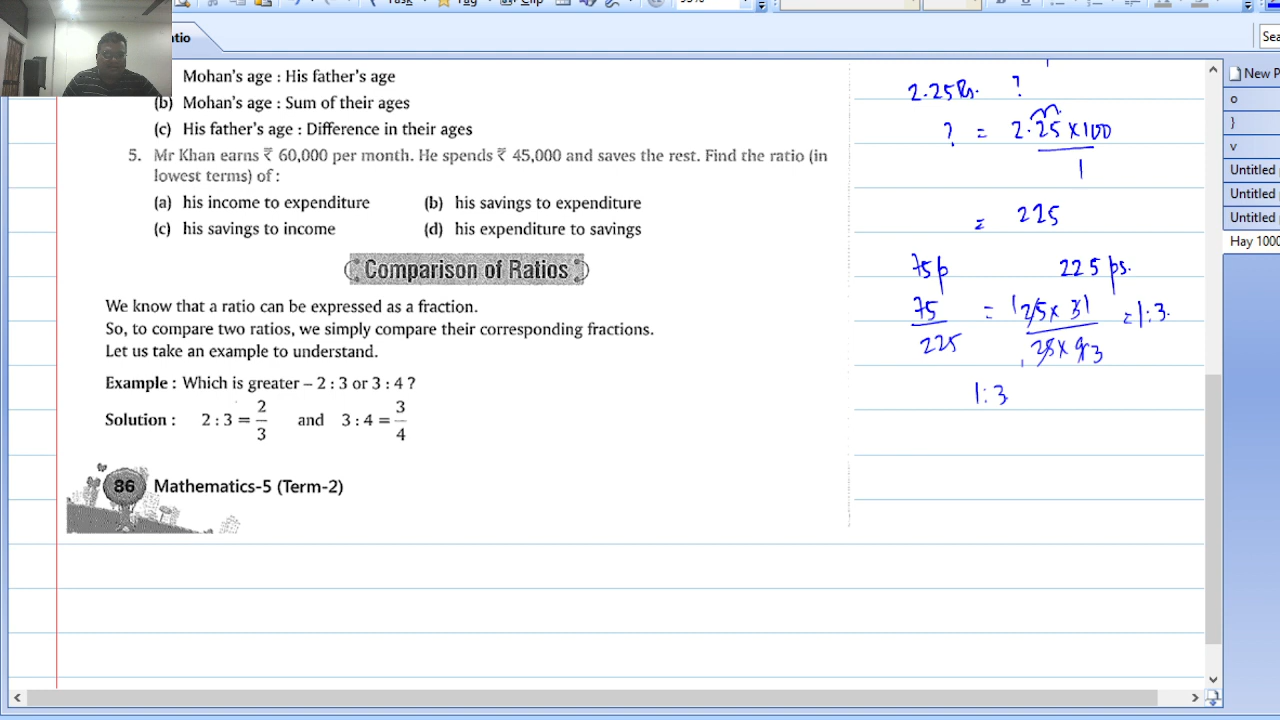 Task
Tag
Clip
95%
tio
Sea
Mohan's age : His father's age
(b) Mohan's age : Sum of their ages
(c) His father's age : Difference in their ages
5. Mr Khan earns ₹ 60,000 per month. He spends ₹ 45,000 and saves the rest. Find the ratio (in
lowest terms) of :
(a) his income to expenditure (b) his savings to expenditure
(c) his savings to income (d) his expenditure to savings
Comparison of Ratios
We know that a ratio can be expressed as a fraction.
So, to compare two ratios, we simply compare their corresponding fractions.
Let us take an example to understand.
Example : Which is greater – 2 : 3 or 3 : 4 ?
Solution : 2 : 3 = 2/3 and 3 : 4 = 3/4
86 Mathematics-5 (Term-2)
2.25Rs. ?
? = 2.25 x 100
1
= 225
75p 225 ps.
75/225 = 25 x 3/25 x 9 = 1:3.
1:3
New P
o
}
v
Untitled
Untitled
Untitled
Hay 1000